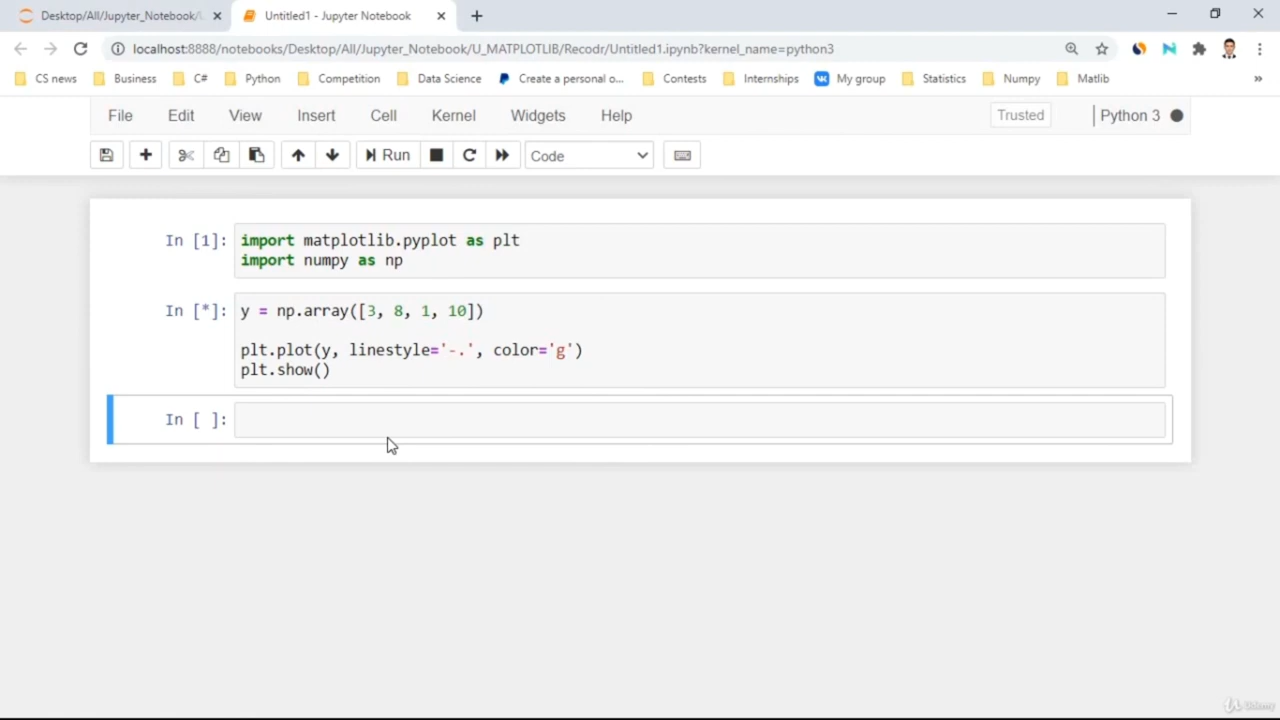 Desktop/All/Jupyter_Notebook/
Untitled1 - Jupyter Notebook
localhost:8888/notebooks/Desktop/All/Jupyter_Notebook/U_MATPLOTLIB/Recodr/Untitled1.ipynb?kernel_name=python3
CS news Business C# Python Competition Data Science Create a personal o... Contests Internships My group Statistics Numpy Matlib »
File Edit View Insert Cell Kernel Widgets Help Trusted Python 3
Run Code
In [1]: import matplotlib.pyplot as plt
import numpy as np
In [*]: y = np.array([3, 8, 1, 10])
plt.plot(y, linestyle='-.', color='g')
plt.show()
In [ ]:
Udemy